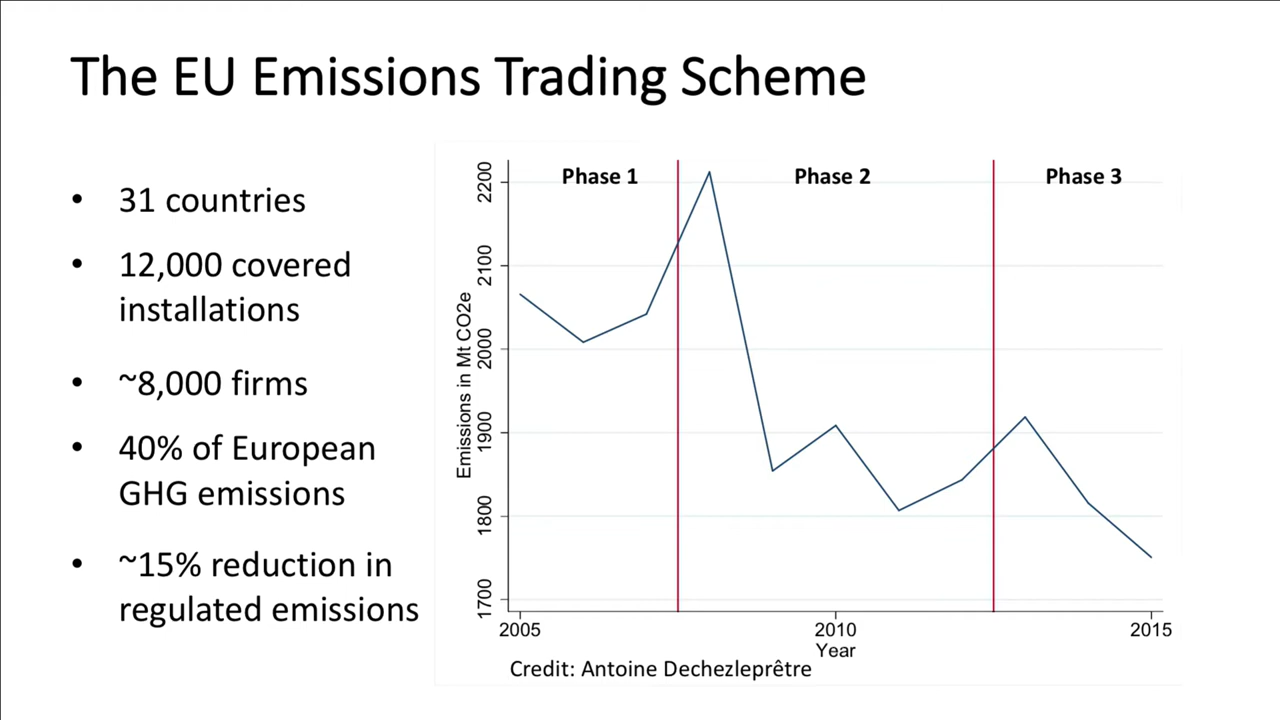 The EU Emissions Trading Scheme
• 31 countries
• 12,000 covered
installations
• ~8,000 firms
• 40% of European
GHG emissions
• ~15% reduction in
regulated emissions
Phase 1
Phase 2
Phase 3
Emissions in Mt CO2e
2200
2100
2000
1900
1800
1700
2005
2010
2015
Year
Credit: Antoine Dechezleprêtre